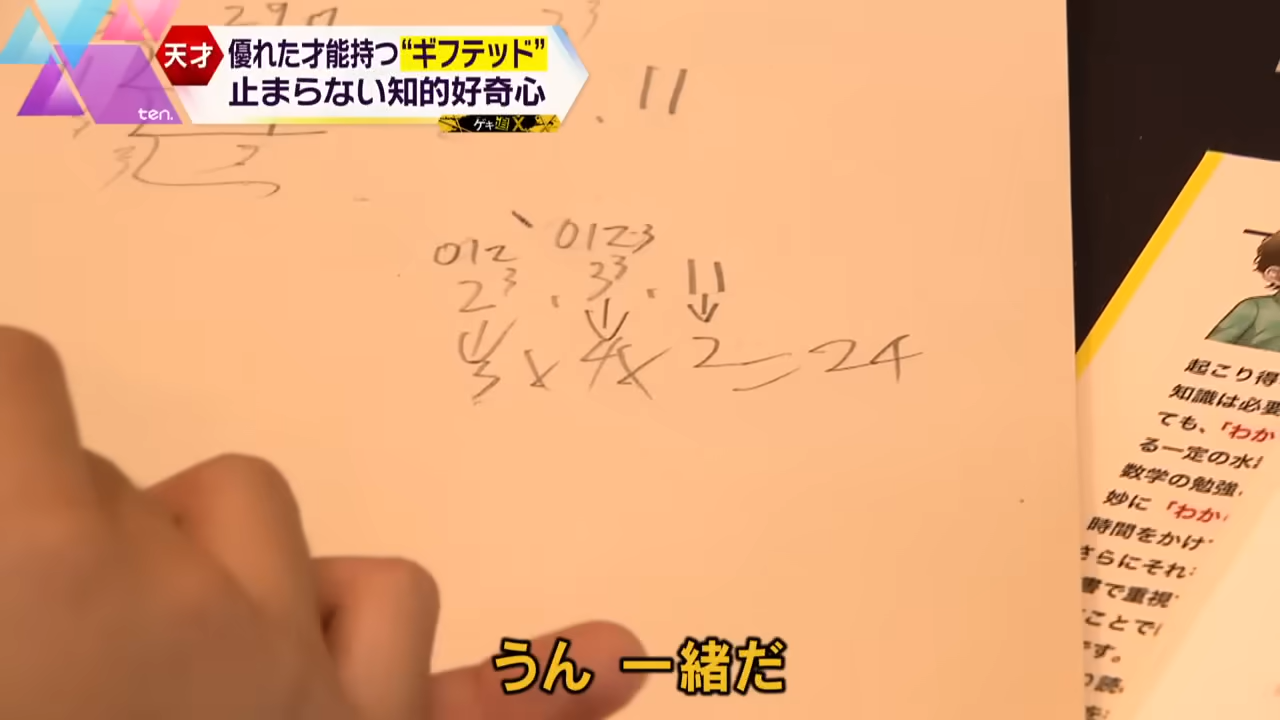 天才 優れた才能持つ“ギフテッド”
止まらない知的好奇心
ten.
ゲキ追X
11
012 0123
2³ · 3³ · 11
3 × 4 × 2 = 24
起こり得
知識は必要
ても、「わか
る一定の水
数学の勉強
妙に「わか
時間をかけ
さらにそれ
書で重視
ことで
す。
読
を
うん 一緒だ